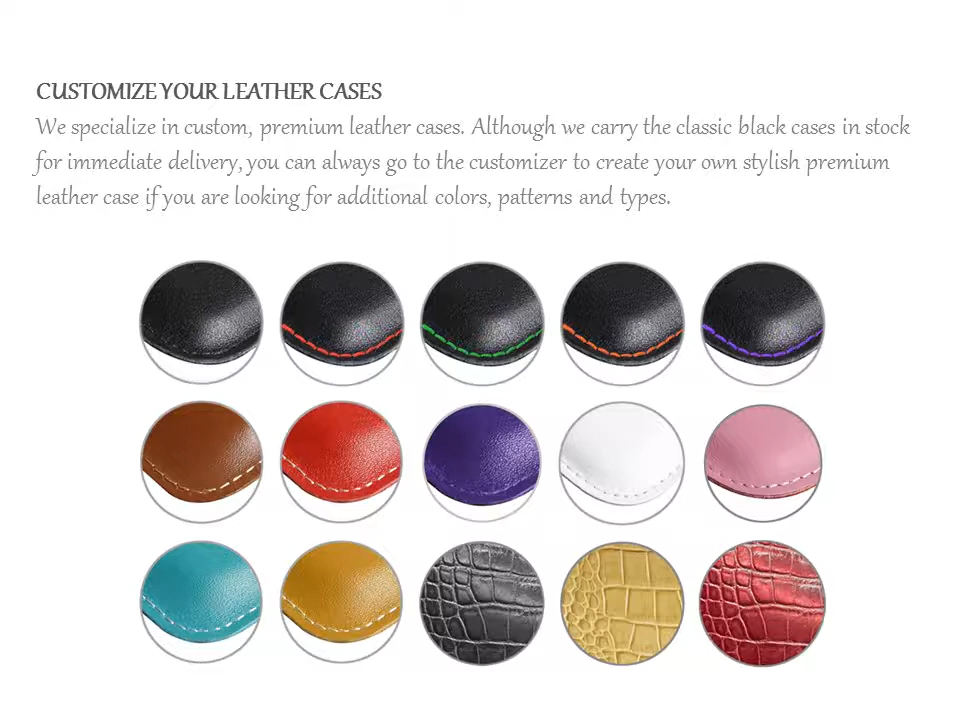 CUSTOMIZE YOUR LEATHER CASES
We specialize in custom, premium leather cases. Although we carry the classic black cases in stock
for immediate delivery, you can always go to the customizer to create your own stylish premium
leather case if you are looking for additional colors, patterns and types.